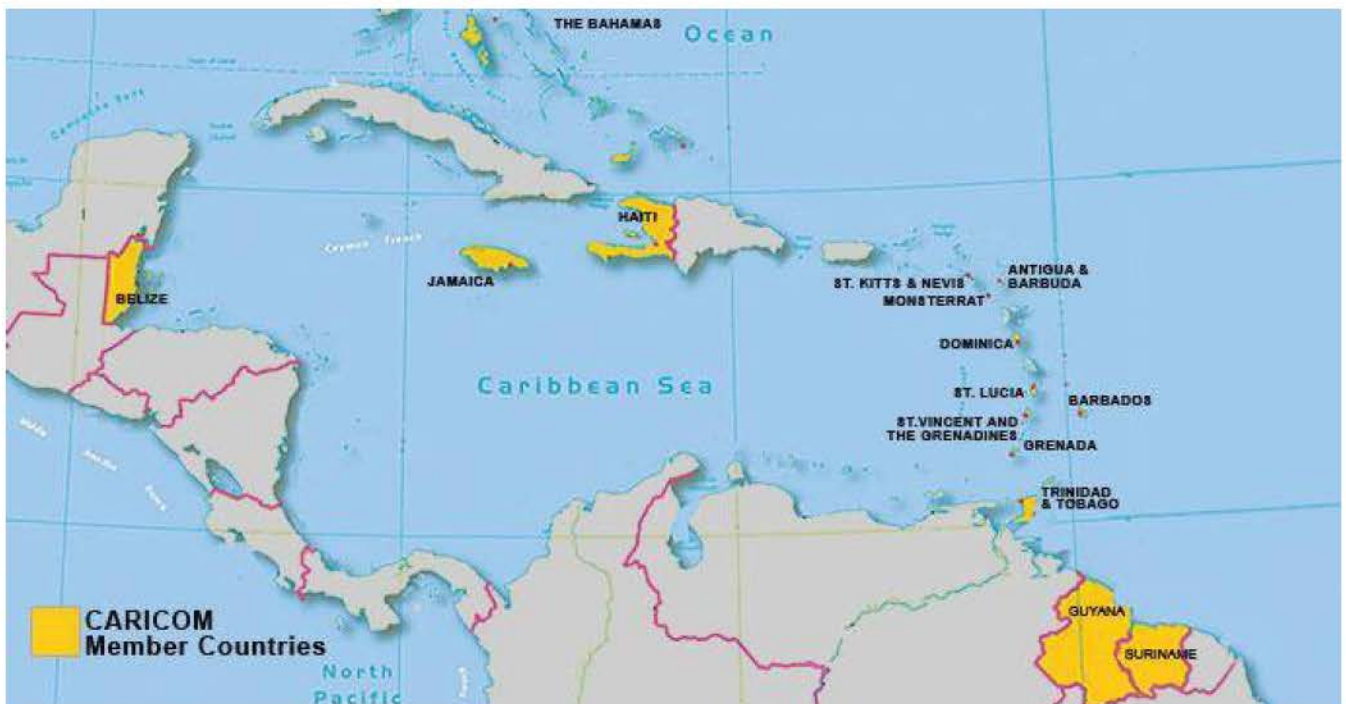 THE BAHAMAS
Ocean
HAITI
JAMAICA
BELIZE
ST. KITTS & NEVIS
ANTIGUA &
BARBUDA
MONSTERRAT
DOMINICA
Caribbean Sea
ST. LUCIA
BARBADOS
ST.VINCENT AND
THE GRENADINES
GRENADA
TRINIDAD
& TOBAGO
GUYANA
SURINAME
CARICOM
Member Countries
North
Pacific